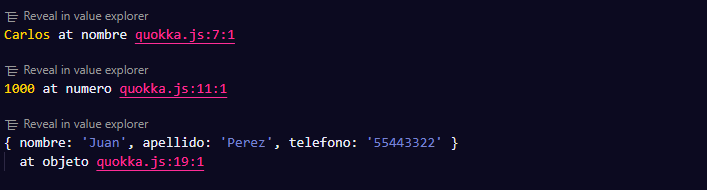 Reveal in value explorer
Carlos at nombre quokka.js:7:1
Reveal in value explorer
1000 at numero quokka.js:11:1
Reveal in value explorer
{ nombre: 'Juan', apellido: 'Perez', telefono: '55443322' }
at objeto quokka.js:19:1